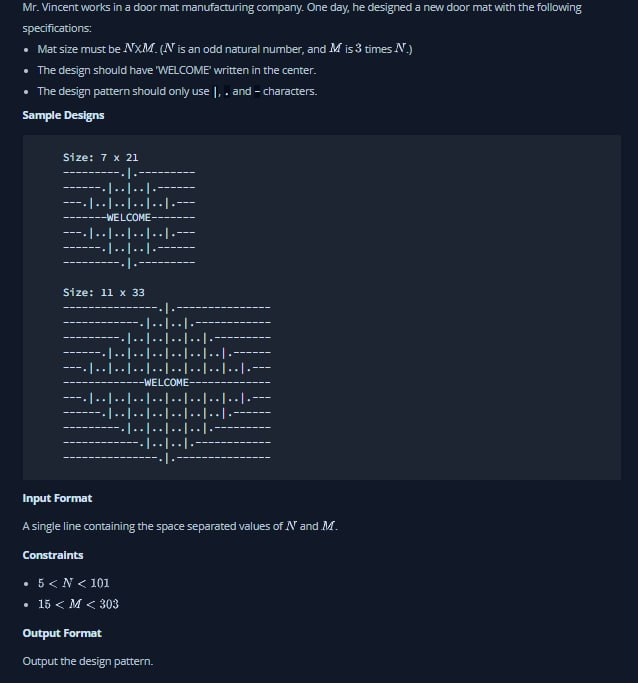 Mr. Vincent works in a door mat manufacturing company. One day, he designed a new door mat with the following
specifications:
• Mat size must be NXM. (N is an odd natural number, and M is 3 times N.)
• The design should have 'WELCOME' written in the center.
• The design pattern should only use |, . and - characters.
Sample Designs
Size: 7 x 21
---------.|.---------
------.|..|..|.------
---.|..|..|..|..|.---
-------WELCOME-------
---.|..|..|..|..|.---
------.|..|..|.------
---------.|.---------
Size: 11 x 33
---------------.|.---------------
------------.|..|..|.------------
---------.|..|..|..|..|.---------
------.|..|..|..|..|..|..|.------
---.|..|..|..|..|..|..|..|..|.---
-------------WELCOME-------------
---.|..|..|..|..|..|..|..|..|.---
------.|..|..|..|..|..|..|.------
---------.|..|..|..|..|.---------
------------.|..|..|.------------
---------------.|.---------------
Input Format
A single line containing the space separated values of N and M.
Constraints
• 5 < N < 101
• 15 < M < 303
Output Format
Output the design pattern.